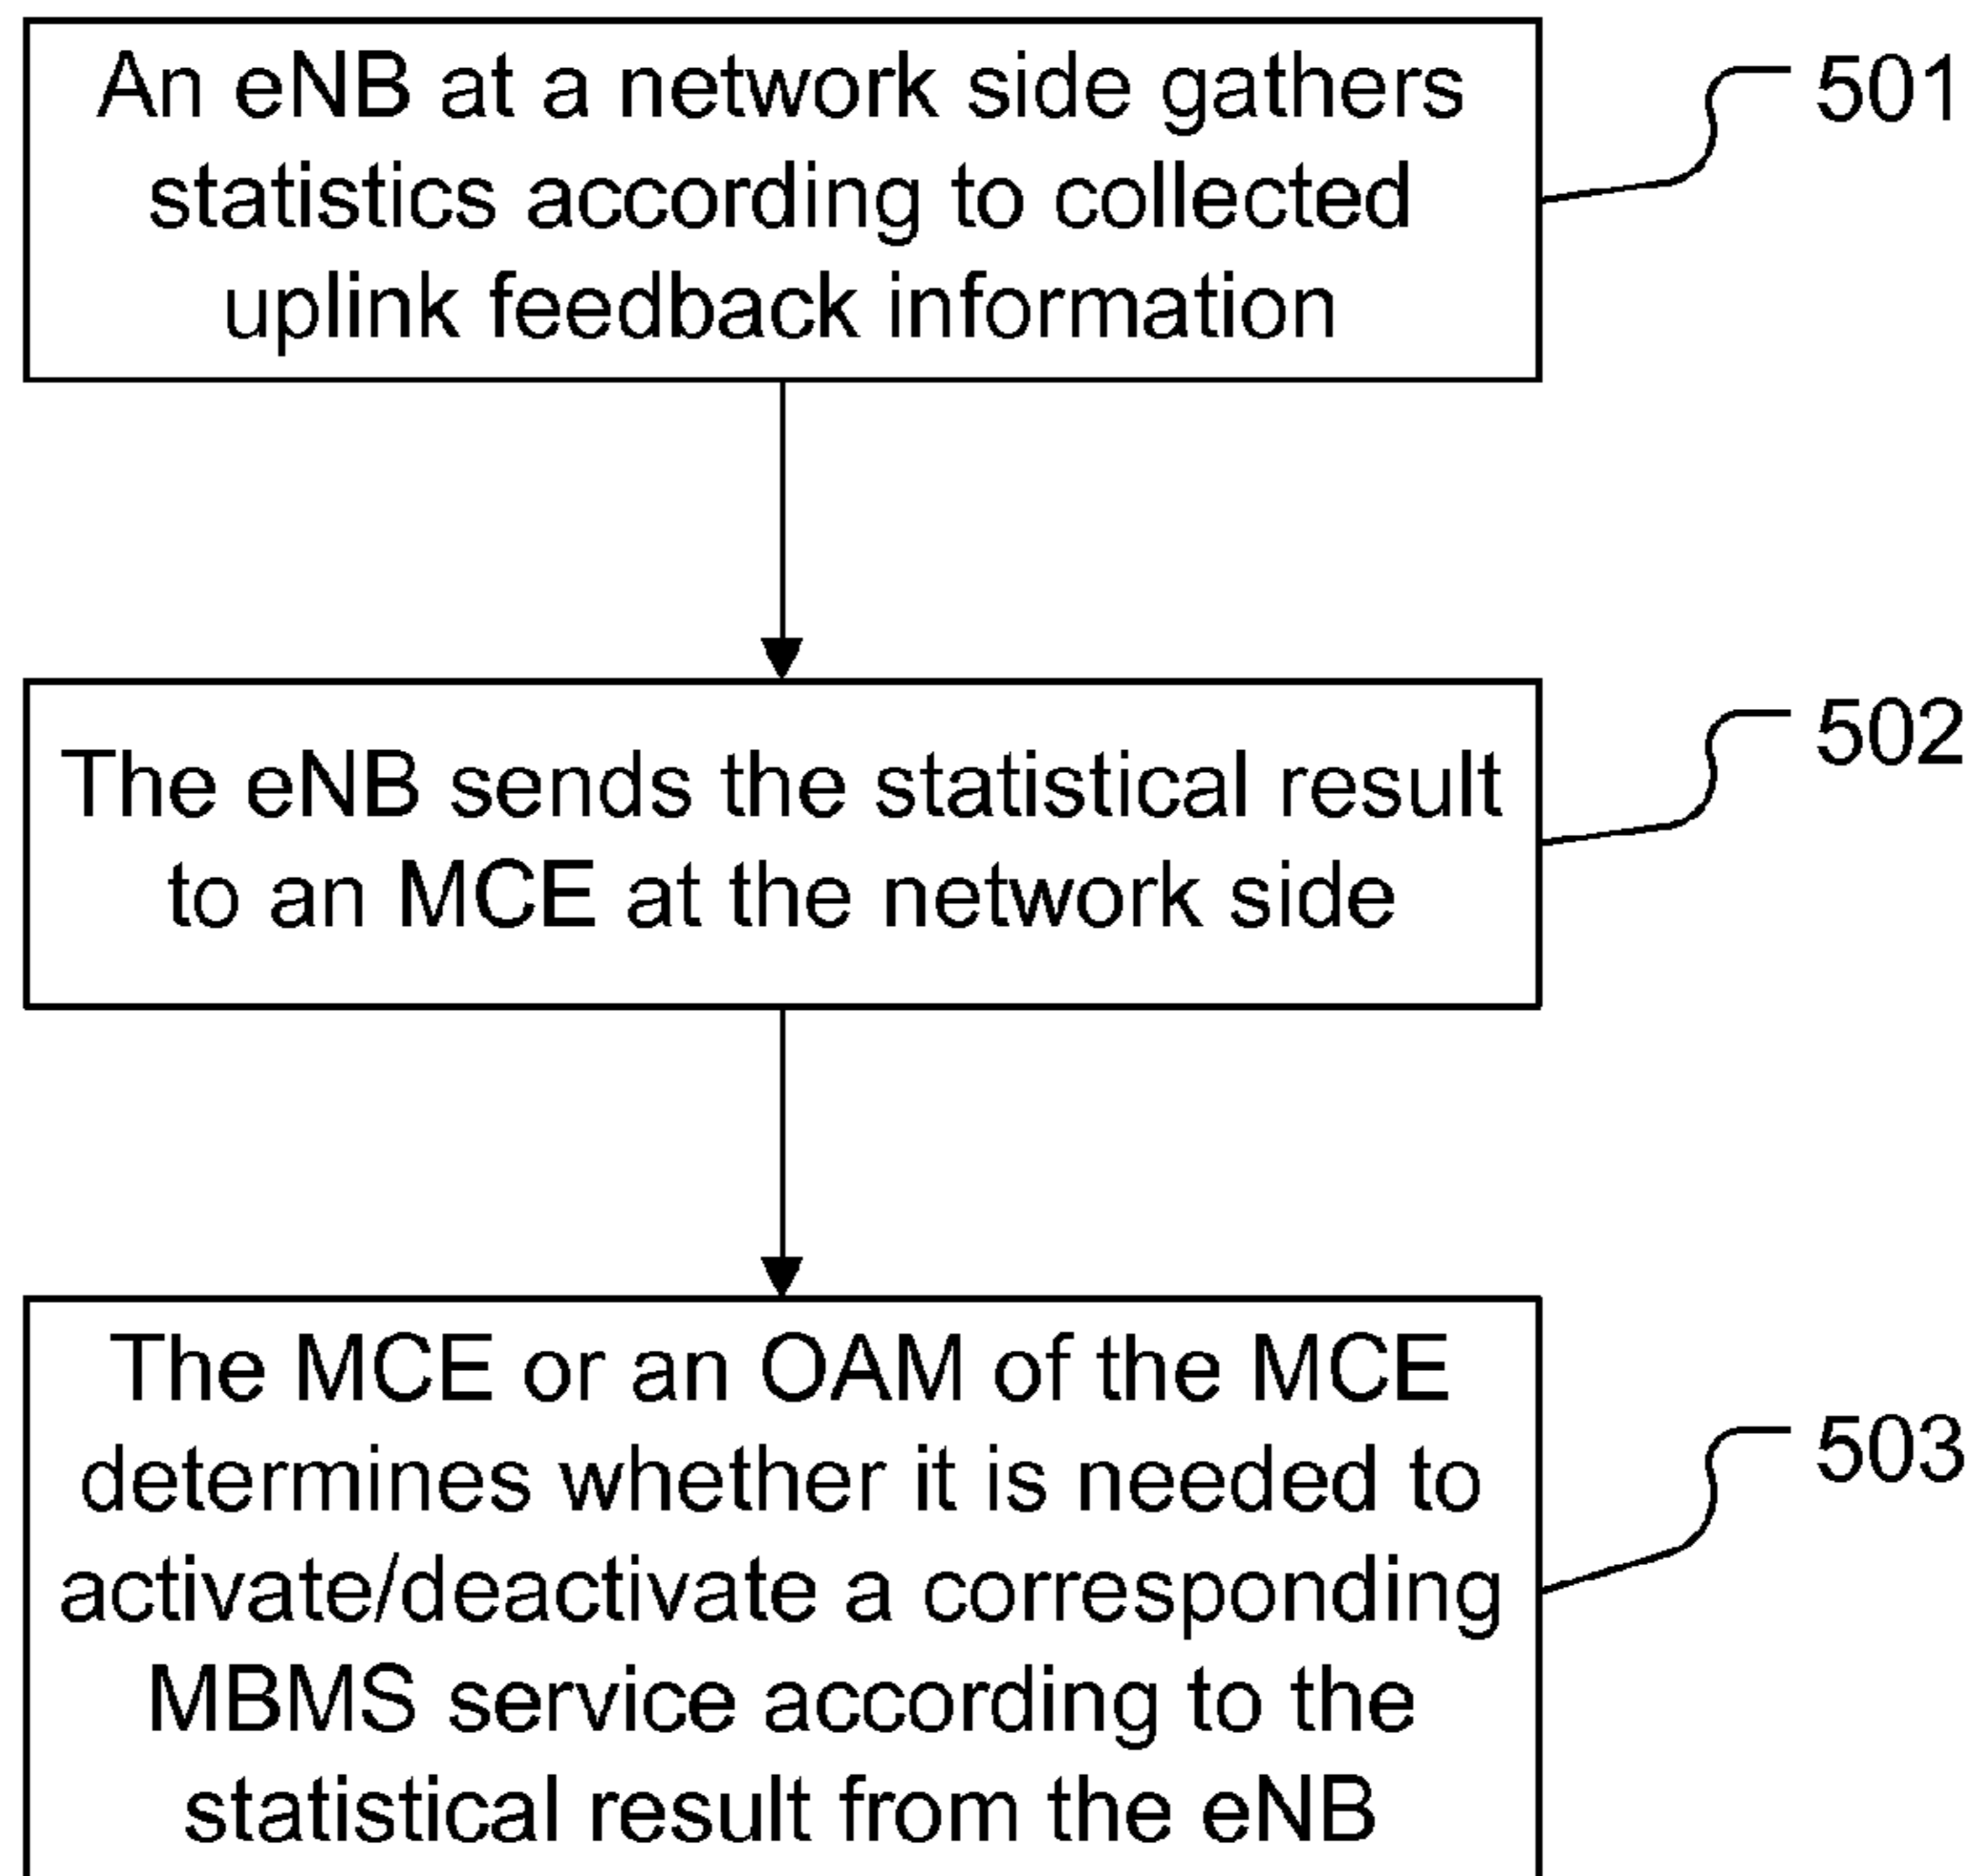 An eNB at a network side gathers
statistics according to collected
uplink feedback information
501
The eNB sends the statistical result
to an MCE at the network side
502
The MCE or an OAM of the MCE
determines whether it is needed to
activate/deactivate a corresponding
MBMS service according to the
statistical result from the eNB
503